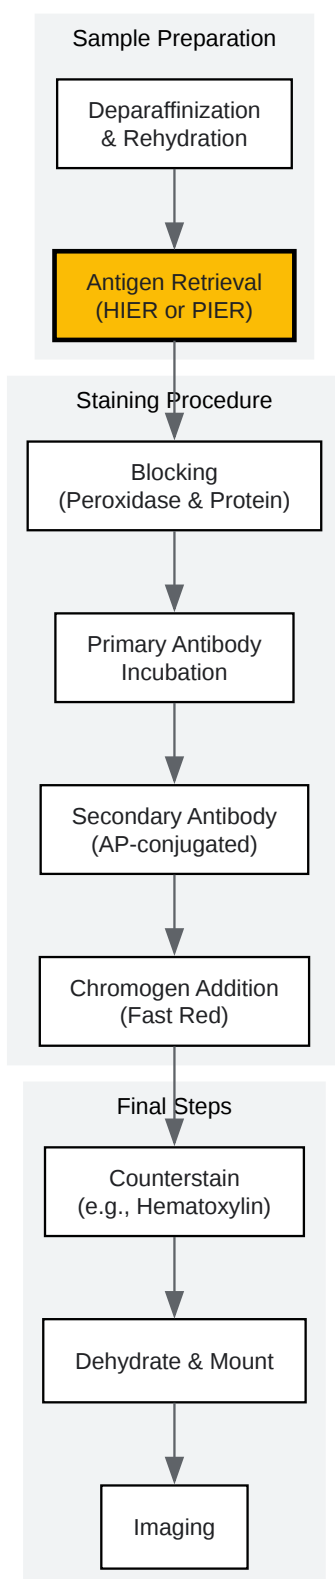 Sample Preparation
Deparaffinization
& Rehydration
Antigen Retrieval
(HIER or PIER)
Staining Procedure
Blocking
(Peroxidase & Protein)
Primary Antibody
Incubation
Secondary Antibody
(AP-conjugated)
Chromogen Addition
(Fast Red)
Final Steps
Counterstain
(e.g., Hematoxylin)
Dehydrate & Mount
Imaging